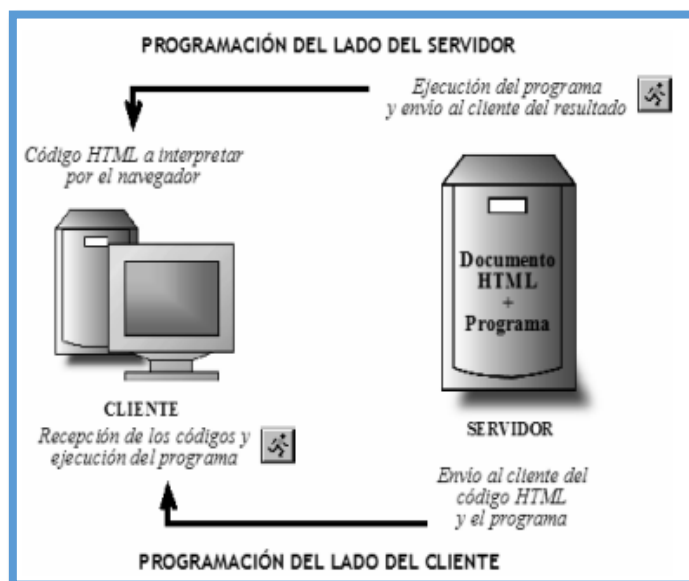 PROGRAMACIÓN DEL LADO DEL SERVIDOR
Ejecución del programa
y envío al cliente del resultado
Código HTML a interpretar
por el navegador
Documento
HTML
+
Programa
CLIENTE
Recepción de los códigos y
ejecución del programa
SERVIDOR
Envío al cliente del
código HTML
y el programa
PROGRAMACIÓN DEL LADO DEL CLIENTE